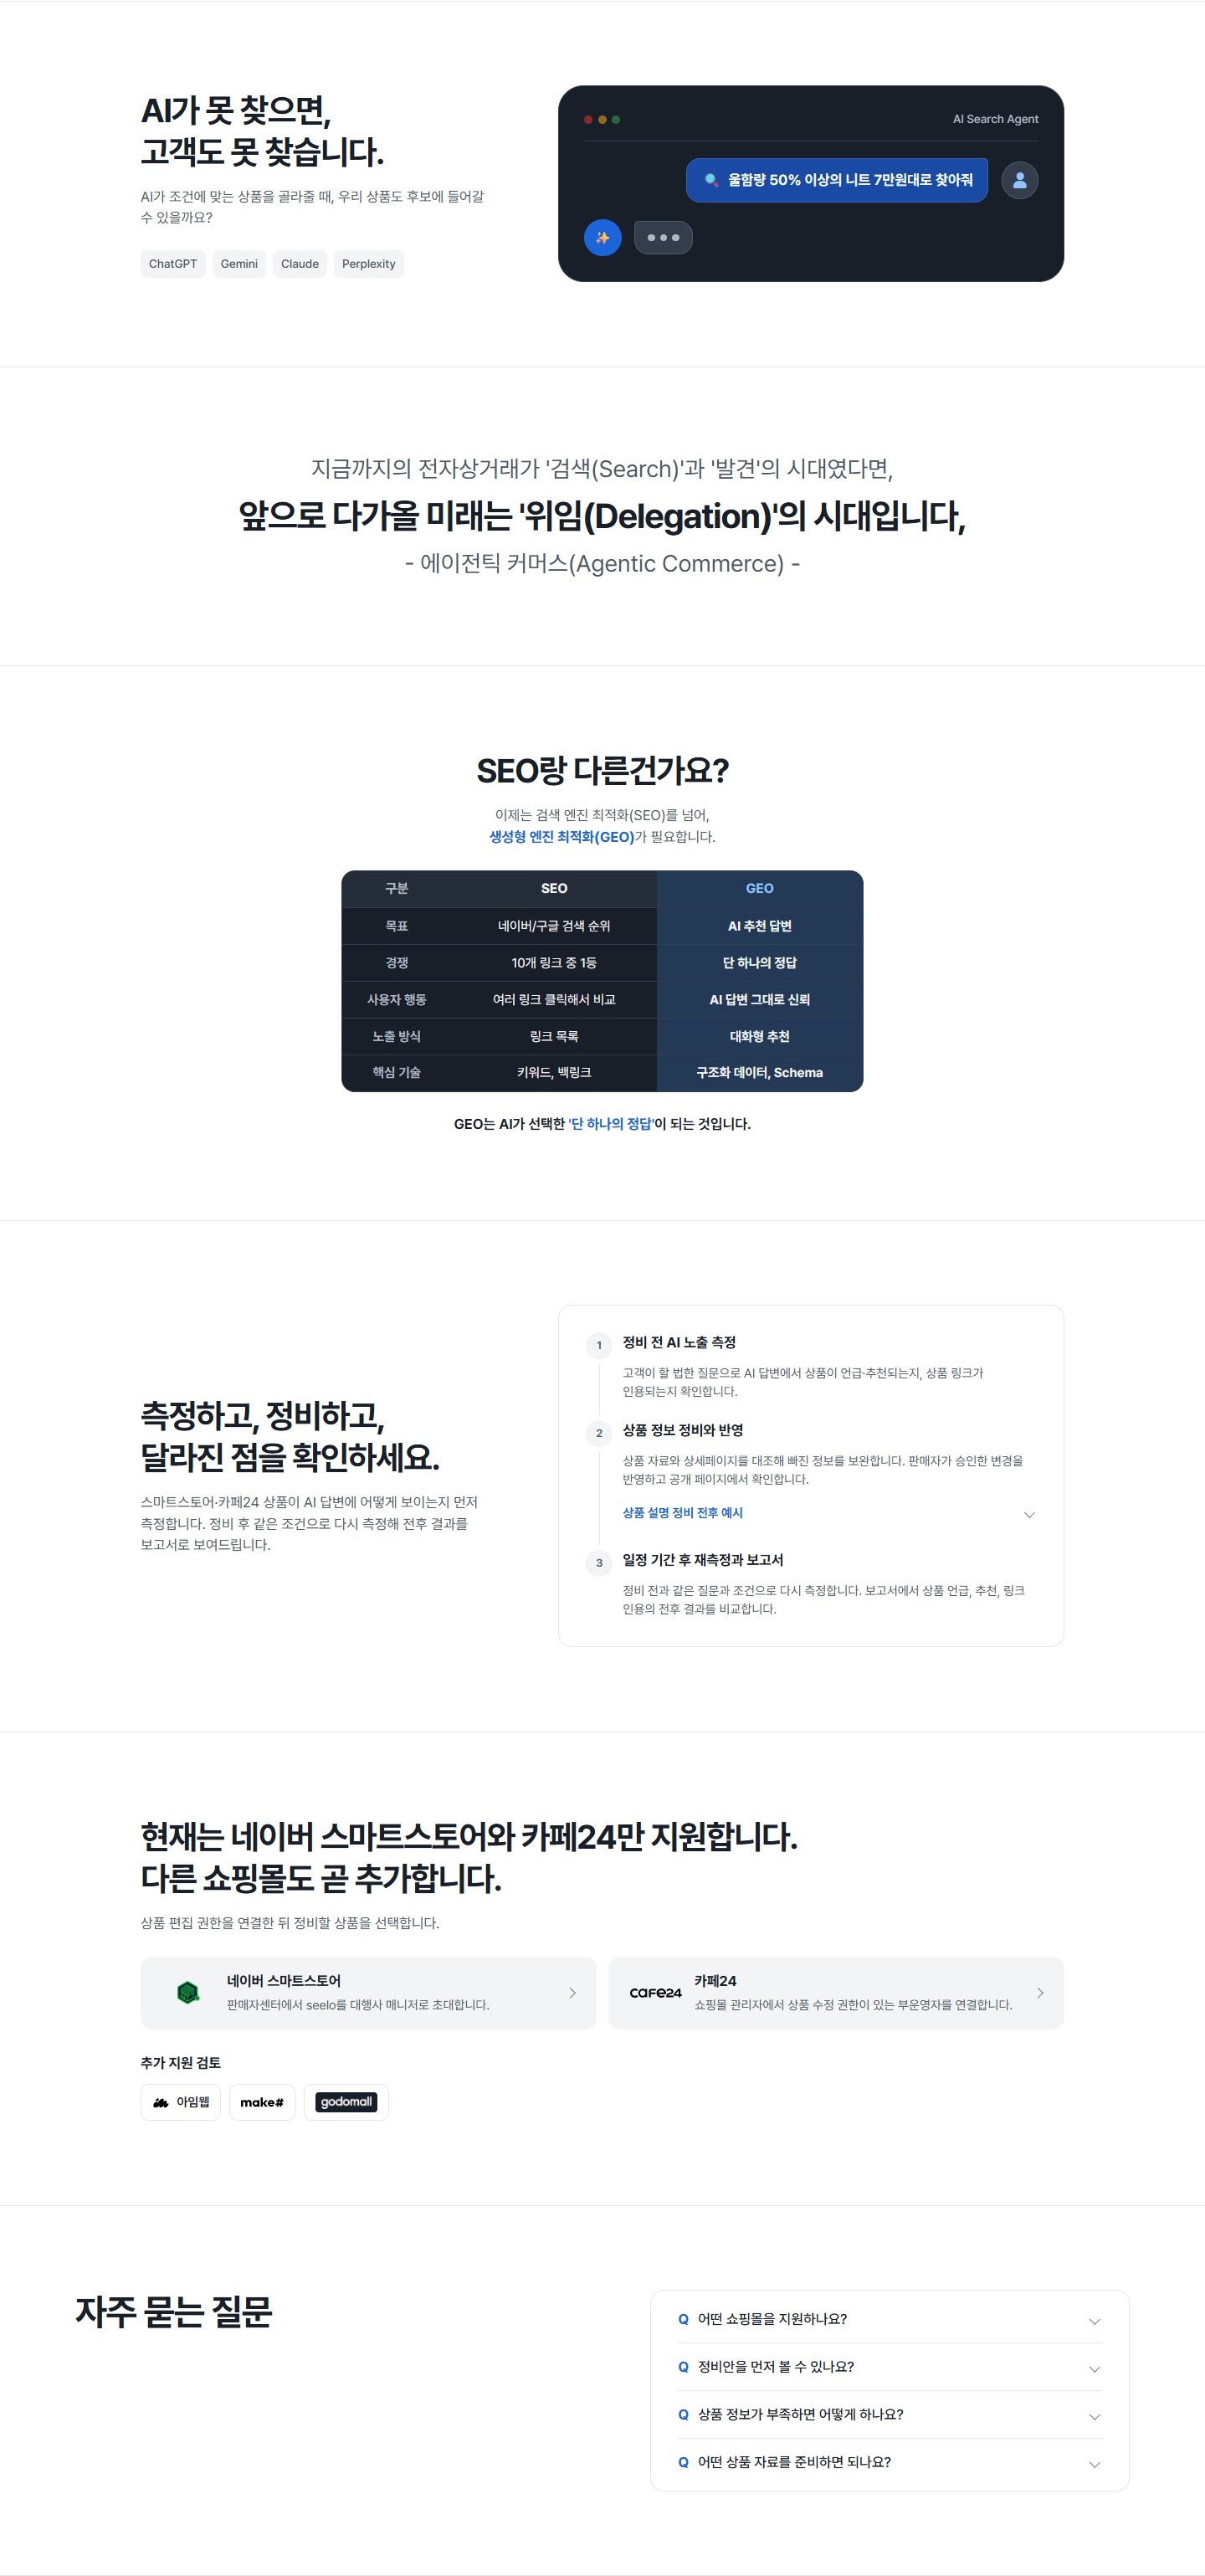 AI가 못 찾으면,
고객도 못 찾습니다.
AI가 조건에 맞는 상품을 골라줄 때, 우리 상품도 후보에 들어갈
수 있을까요?
ChatGPT Gemini Claude Perplexity
AI Search Agent
울함량 50% 이상의 니트 7만원대로 찾아줘
지금까지의 전자상거래가 '검색(Search)'과 '발견'의 시대였다면,
앞으로 다가올 미래는 '위임(Delegation)'의 시대입니다,
- 에이전틱 커머스(Agentic Commerce) -
SEO랑 다른건가요?
이제는 검색 엔진 최적화(SEO)를 넘어,
생성형 엔진 최적화(GEO)가 필요합니다.
구분 SEO GEO
목표 네이버/구글 검색 순위 AI 추천 답변
경쟁 10개 링크 중 1등 단 하나의 정답
사용자 행동 여러 링크 클릭해서 비교 AI 답변 그대로 신뢰
노출 방식 링크 목록 대화형 추천
핵심 기술 키워드, 백링크 구조화 데이터, Schema
GEO는 AI가 선택한 '단 하나의 정답'이 되는 것입니다.
측정하고, 정비하고,
달라진 점을 확인하세요.
스마트스토어·카페24 상품이 AI 답변에 어떻게 보이는지 먼저
측정합니다. 정비 후 같은 조건으로 다시 측정해 전후 결과를
보고서로 보여드립니다.
1 정비 전 AI 노출 측정
고객이 할 법한 질문으로 AI 답변에서 상품이 언급·추천되는지, 상품 링크가
인용되는지 확인합니다.
2 상품 정보 정비와 반영
상품 자료와 상세페이지를 대조해 빠진 정보를 보완합니다. 판매자가 승인한 변경을
반영하고 공개 페이지에서 확인합니다.
상품 설명 정비 전후 예시
3 일정 기간 후 재측정과 보고서
정비 전과 같은 질문과 조건으로 다시 측정합니다. 보고서에서 상품 언급, 추천, 링크
인용의 전후 결과를 비교합니다.
현재는 네이버 스마트스토어와 카페24만 지원합니다.
다른 쇼핑몰도 곧 추가합니다.
상품 편집 권한을 연결한 뒤 정비할 상품을 선택합니다.
네이버 스마트스토어
판매자센터에서 seelo를 대행사 매니저로 초대합니다.
cafe24 카페24
쇼핑몰 관리자에서 상품 수정 권한이 있는 부운영자를 연결합니다.
추가 지원 검토
아임웹 make# godomall
자주 묻는 질문
Q 어떤 쇼핑몰을 지원하나요?
Q 정비안을 먼저 볼 수 있나요?
Q 상품 정보가 부족하면 어떻게 하나요?
Q 어떤 상품 자료를 준비하면 되나요?